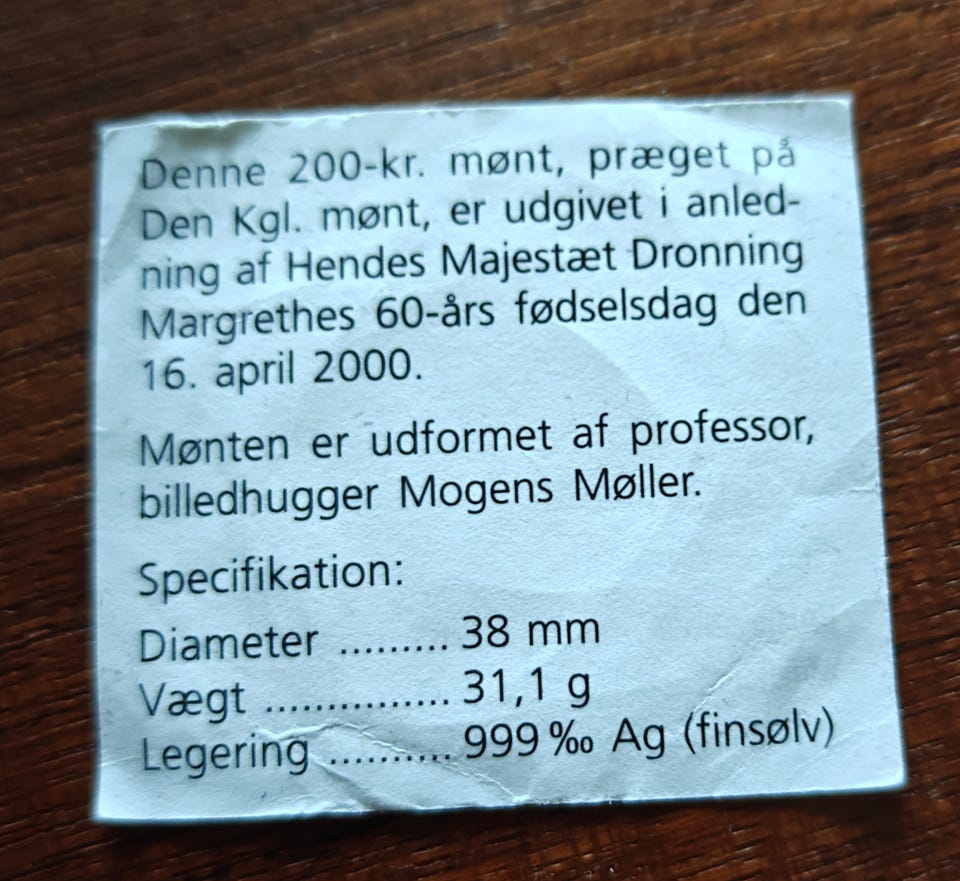 Denne 200-kr. mønt, præget på
Den Kgl. mønt, er udgivet i anled-
ning af Hendes Majestæt Dronning
Margrethes 60-års fødselsdag den
16. april 2000.
Mønten er udformet af professor,
billedhugger Mogens Møller.
Specifikation:
Diameter ......... 38 mm
Vægt ............... 31,1 g
Legering .......... 999 ‰ Ag (finsølv)